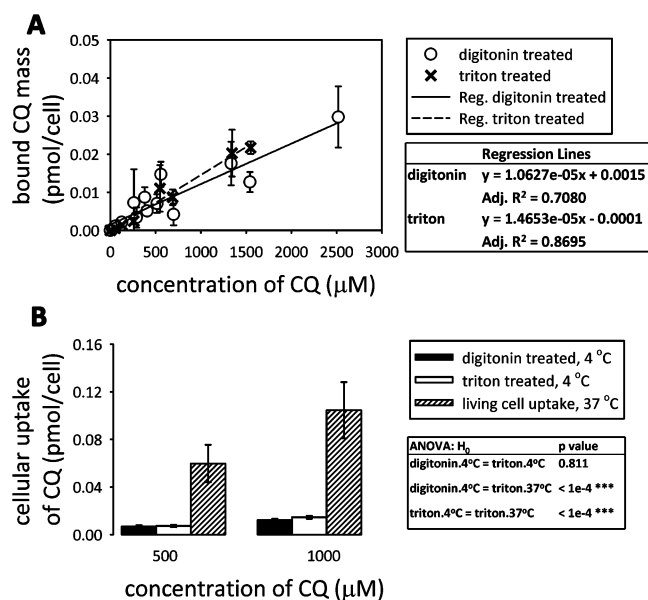 A
bound CQ mass
(pmol/cell)
0.05
0.04
0.03
0.02
0.01
0.00
0 500 1000 1500 2000 2500 3000
concentration of CQ (μM)
digitonin treated
triton treated
Reg. digitonin treated
Reg. triton treated
Regression Lines
digitonin y = 1.0627e-05x + 0.0015
Adj. R² = 0.7080
triton y = 1.4653e-05x - 0.0001
Adj. R² = 0.8695
B
cellular uptake
of CQ (pmol/cell)
0.16
0.12
0.08
0.04
0.00
500 1000
concentration of CQ (μM)
digitonin treated, 4 °C
triton treated, 4 °C
living cell uptake, 37 °C
ANOVA: H₀ p value
digitonin.4°C = triton.4°C 0.811
digitonin.4°C = triton.37°C < 1e-4 ***
triton.4°C = triton.37°C < 1e-4 ***